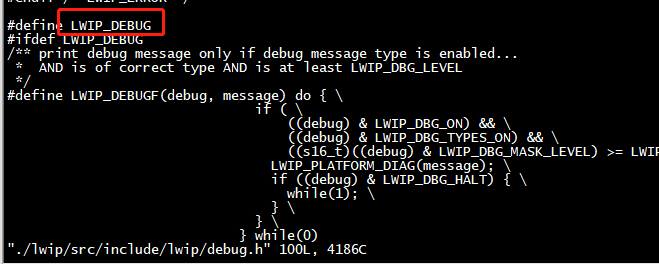 #define LWIP_DEBUG
#ifdef LWIP_DEBUG
/** print debug message only if debug message type is enabled...
 *  AND is of correct type AND is at least LWIP_DBG_LEVEL
 */
#define LWIP_DEBUGF(debug, message) do { \
                               if ( \
                                   ((debug) & LWIP_DBG_ON) && \
                                   ((debug) & LWIP_DBG_TYPES_ON) && \
                                   ((s16_t)((debug) & LWIP_DBG_MASK_LEVEL) >= LWIP
                                 LWIP_PLATFORM_DIAG(message); \
                                 if ((debug) & LWIP_DBG_HALT) { \
                                   while(1); \
                                 } \
                               } \
                             } while(0)
"./lwip/src/include/lwip/debug.h" 100L, 4186C